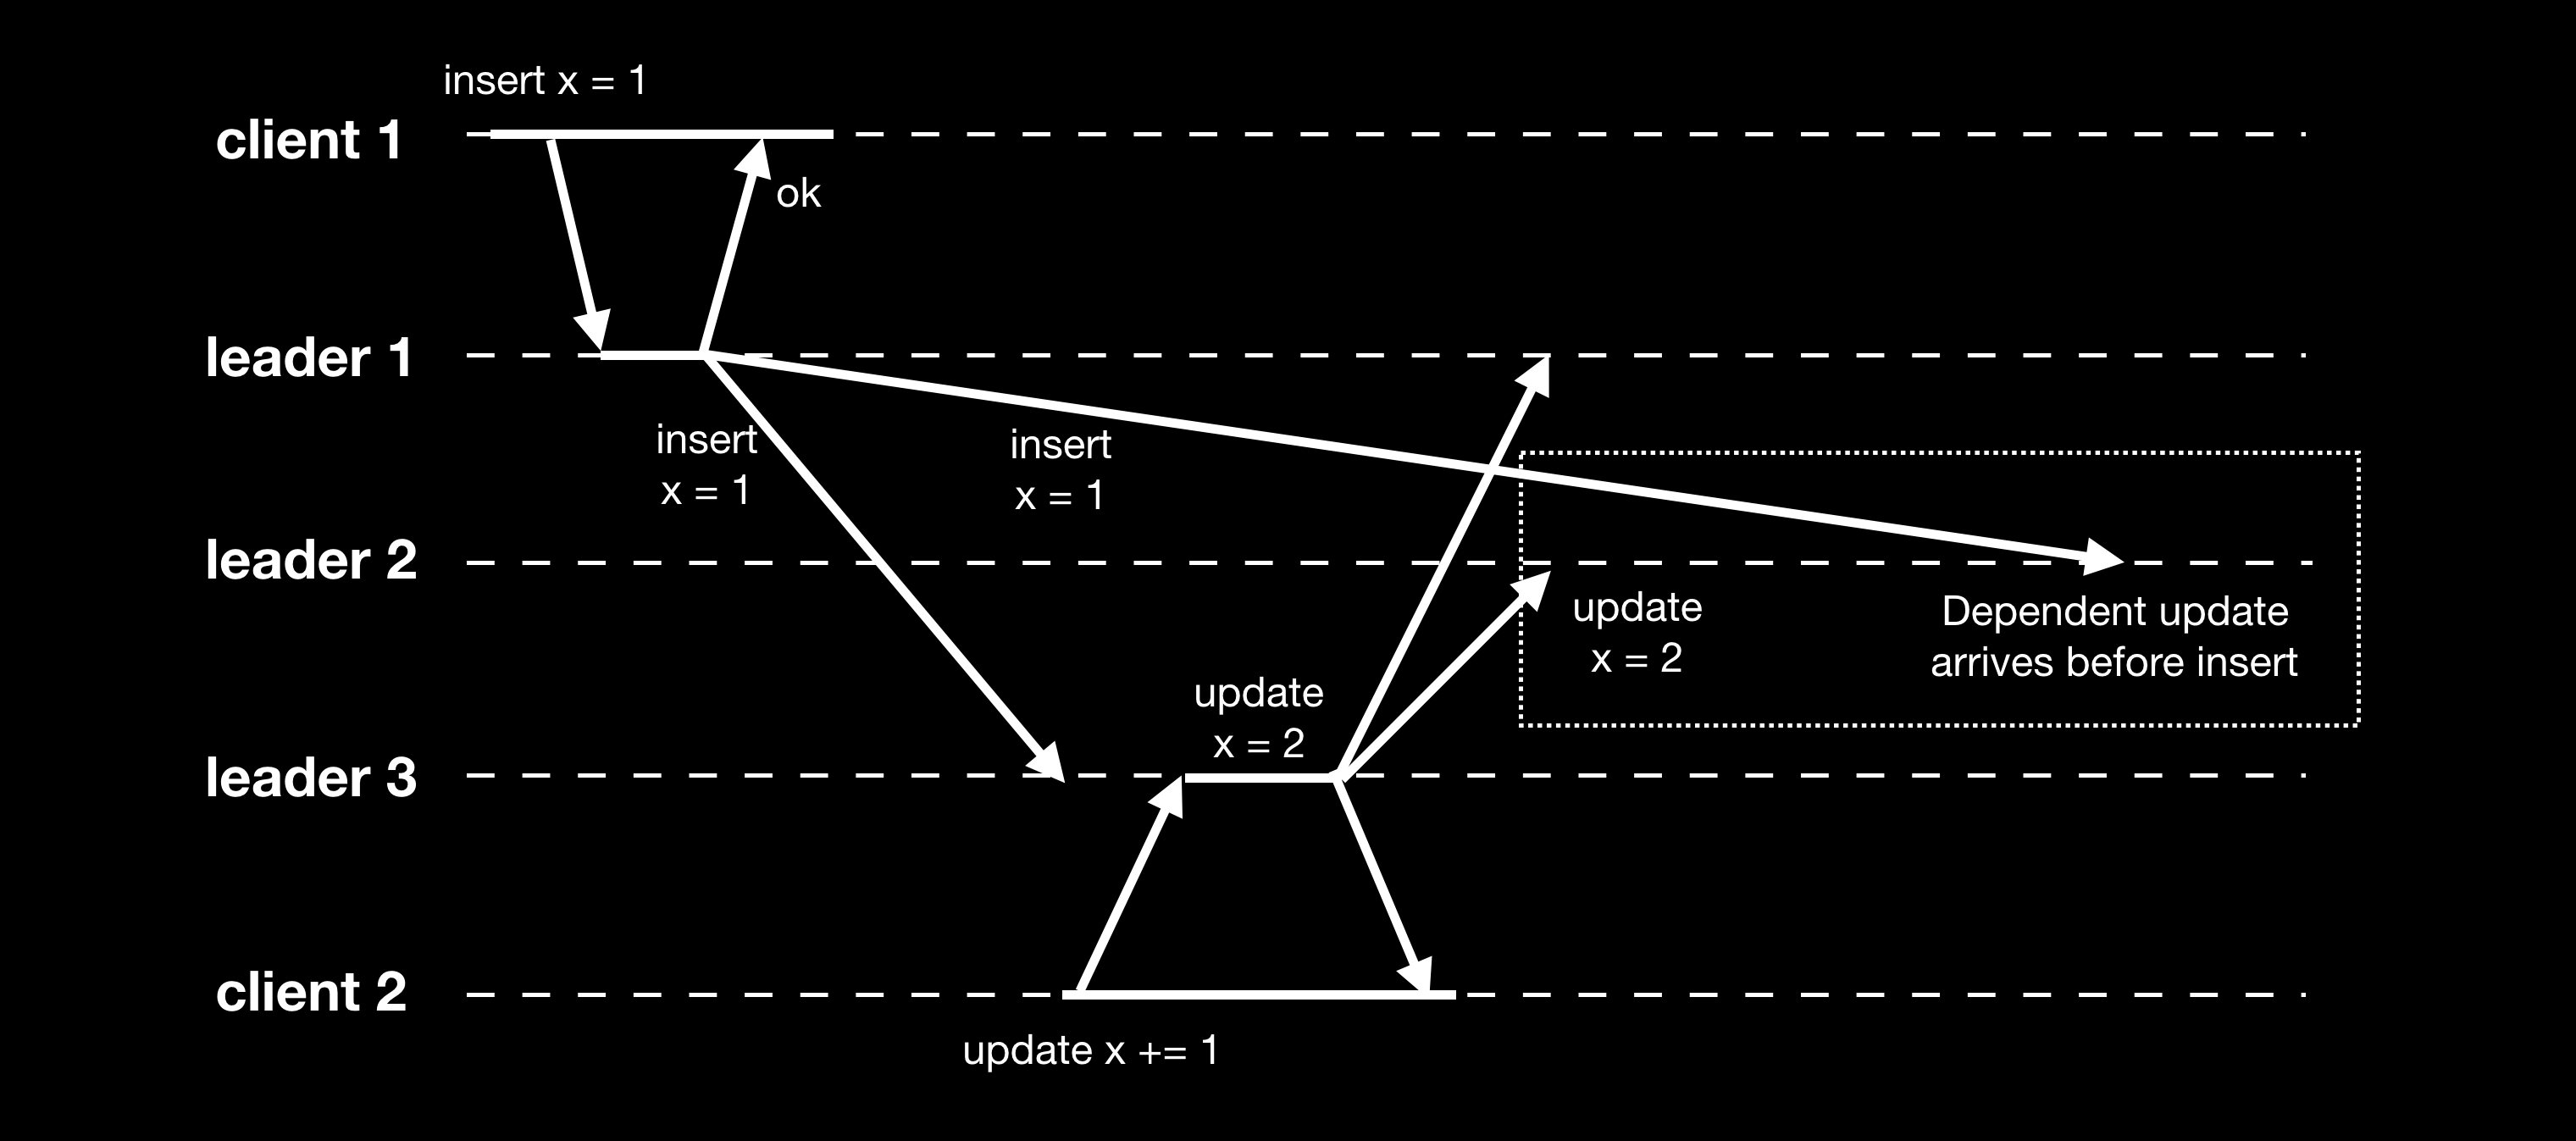 insert x = 1
client 1
ok
leader 1
insert
x = 1
insert
x = 1
leader 2
update
x = 2
Dependent update
arrives before insert
update
x = 2
leader 3
client 2
update x += 1